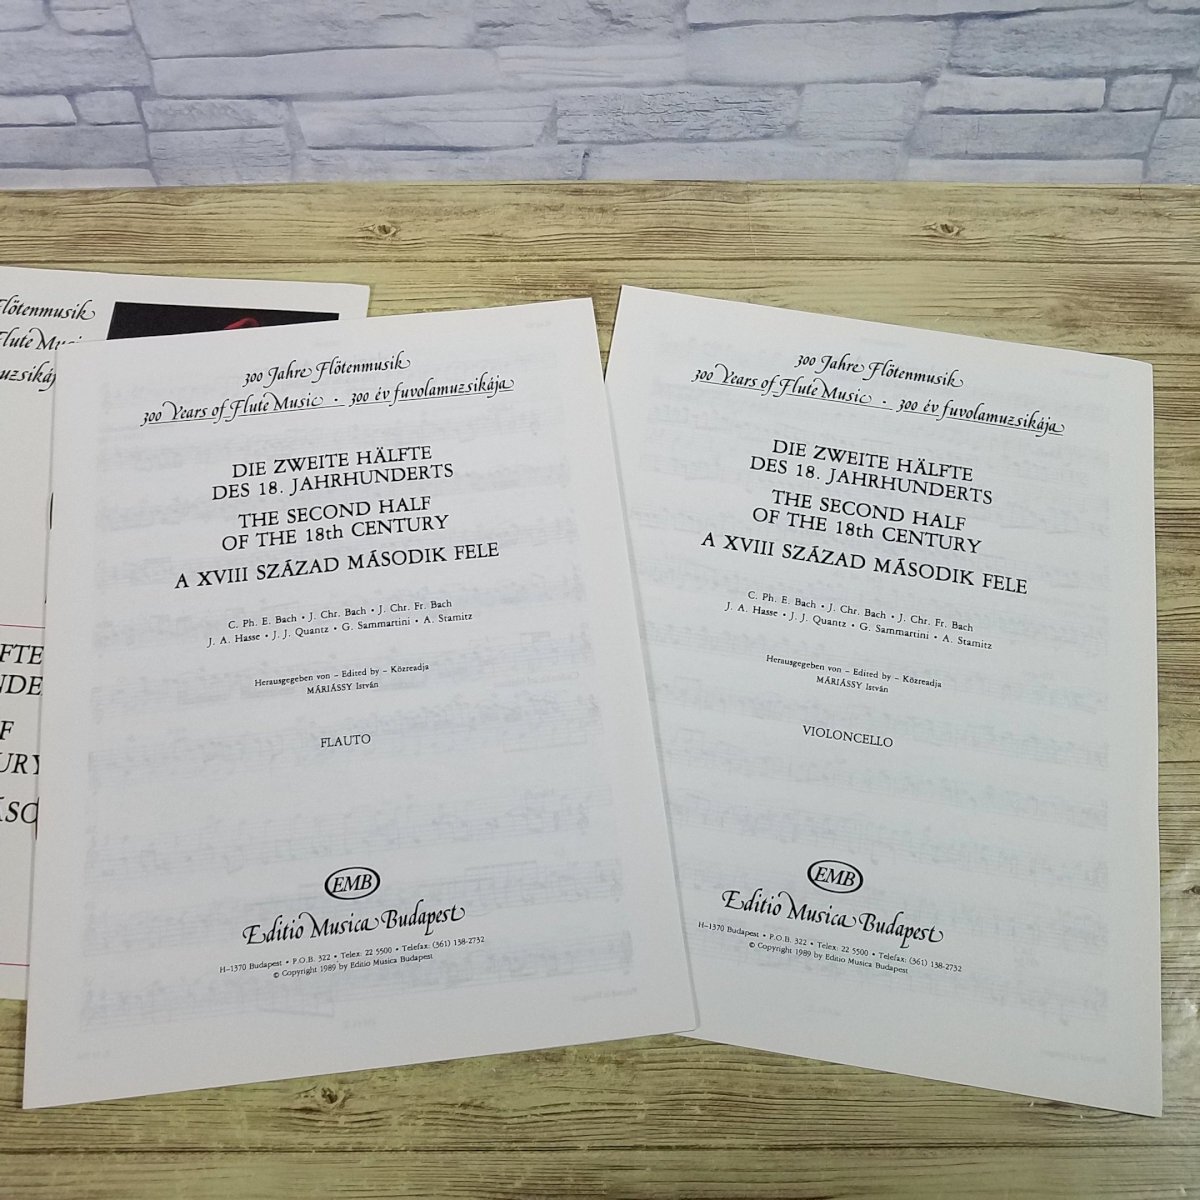 Flötenmusik
Flute Music
muzsikája
FTE
NDE
F
URY
ÁSO
300 Jahre Flötenmusik
300 Years of Flute Music · 300 év fuvolamuzsikája
DIE ZWEITE HÄLFTE
DES 18. JAHRHUNDERTS
THE SECOND HALF
OF THE 18th CENTURY
A XVIII SZÁZAD MÁSODIK FELE
C. Ph. E. Bach • J. Chr. Bach • J. Chr. Fr. Bach
J. A. Hasse • J. J. Quantz • G. Sammartini • A. Stamitz
Herausgegeben von – Edited by – Közreadja
MÁRIÁSSY István
FLAUTO
EMB
Editio Musica Budapest
H–1370 Budapest • P.O.B. 322 • Telex: 22 5500 • Telefax: (361) 138-2732
© Copyright 1989 by Editio Musica Budapest
300 Jahre Flötenmusik
300 Years of Flute Music · 300 év fuvolamuzsikája
DIE ZWEITE HÄLFTE
DES 18. JAHRHUNDERTS
THE SECOND HALF
OF THE 18th CENTURY
A XVIII SZÁZAD MÁSODIK FELE
C. Ph. E. Bach • J. Chr. Bach • J. Chr. Fr. Bach
J. A. Hasse • J. J. Quantz • G. Sammartini • A. Stamitz
Herausgegeben von – Edited by – Közreadja
MÁRIÁSSY István
VIOLONCELLO
EMB
Editio Musica Budapest
H–1370 Budapest • P.O.B. 322 • Telex: 22 5500 • Telefax: (361) 138-2732
© Copyright 1989 by Editio Musica Budapest